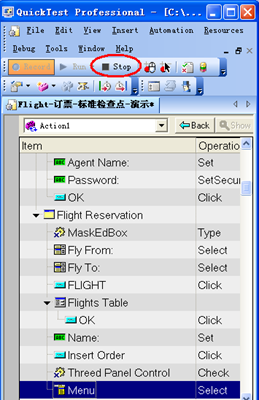 QuickTest Professional - [C:\
File Edit View Insert Automation Resources
Debug Tools Window Help
Record Run Stop
Flight-订票-标准检查点-演示*
Action1 Back Show
Item Operatio
Agent Name: Set
Password: SetSecur
OK Click
Flight Reservation
MaskEdBox Type
Fly From: Select
Fly To: Select
FLIGHT Click
Flights Table
OK Click
Name: Set
Insert Order Click
Threed Panel Control Check
Menu Select